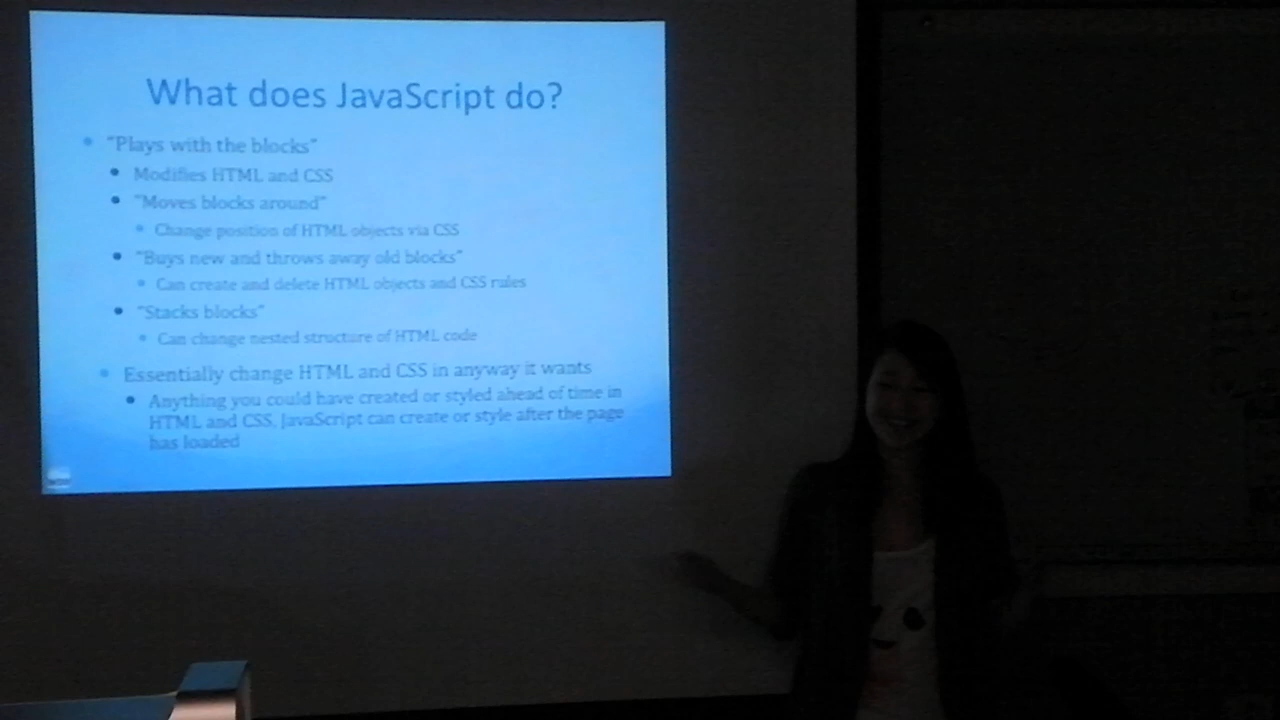 What does JavaScript do?
"Plays with the blocks"
Modifies HTML and CSS
"Moves blocks around"
Change position of HTML objects via CSS
"Buys new and throws away old blocks"
Can create and delete HTML objects and CSS rules
"Stacks blocks"
Can change nested structure of HTML code
Essentially change HTML and CSS in anyway it wants
Anything you could have created or styled ahead of time in
HTML and CSS, JavaScript can create or style after the page
has loaded